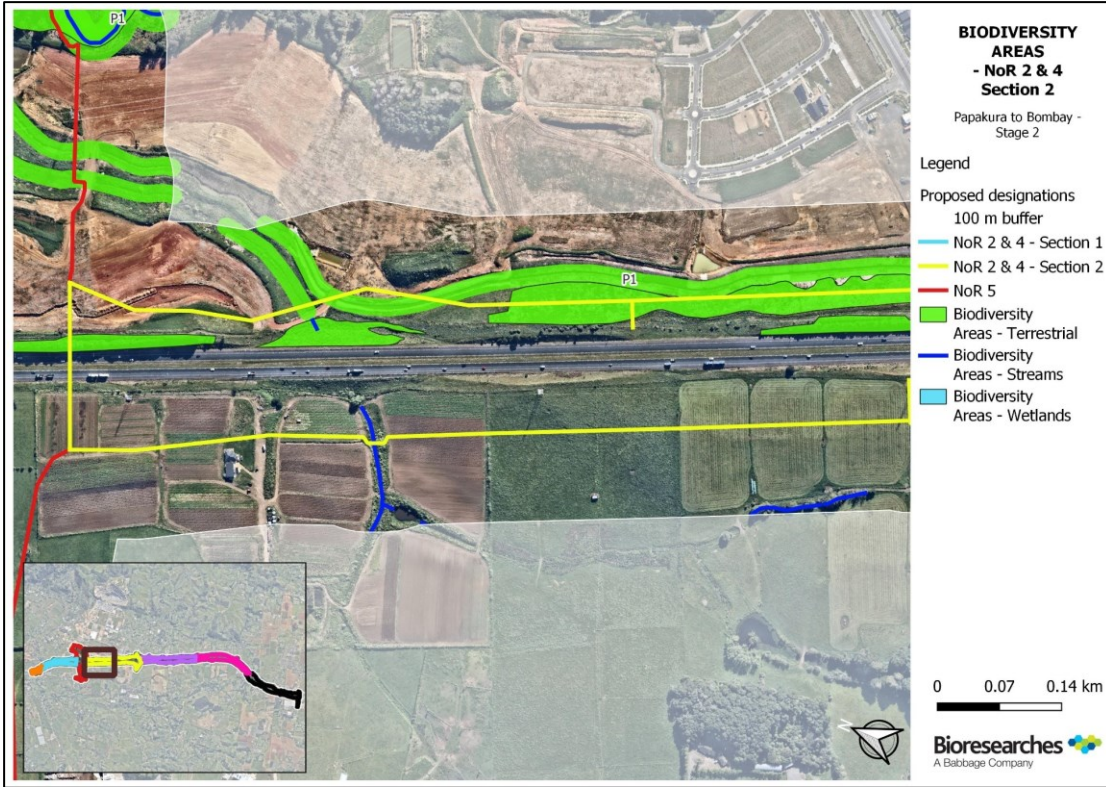 P1
P1
BIODIVERSITY
AREAS
- NoR 2 & 4
Section 2
Papakura to Bombay -
Stage 2
Legend
Proposed designations
100 m buffer
NoR 2 & 4 - Section 1
NoR 2 & 4 - Section 2
NoR 5
Biodiversity
Areas - Terrestrial
Biodiversity
Areas - Streams
Biodiversity
Areas - Wetlands
0 0.07 0.14 km
N
Bioresearches
A Babbage Company